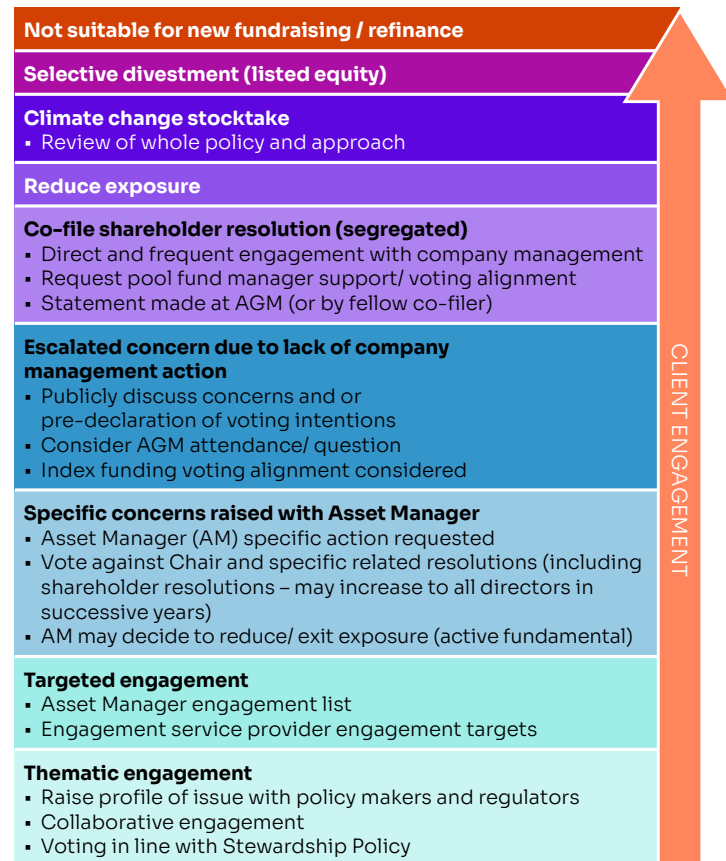 Not suitable for new fundraising / refinance
Selective divestment (listed equity)
Climate change stocktake
▪ Review of whole policy and approach
Reduce exposure
Co-file shareholder resolution (segregated)
▪ Direct and frequent engagement with company management
▪ Request pool fund manager support/ voting alignment
▪ Statement made at AGM (or by fellow co-filer)
Escalated concern due to lack of company
management action
▪ Publicly discuss concerns and or
pre-declaration of voting intentions
▪ Consider AGM attendance/ question
▪ Index funding voting alignment considered
Specific concerns raised with Asset Manager
▪ Asset Manager (AM) specific action requested
▪ Vote against Chair and specific related resolutions (including
shareholder resolutions – may increase to all directors in
successive years)
▪ AM may decide to reduce/ exit exposure (active fundamental)
Targeted engagement
▪ Asset Manager engagement list
▪ Engagement service provider engagement targets
Thematic engagement
▪ Raise profile of issue with policy makers and regulators
▪ Collaborative engagement
▪ Voting in line with Stewardship Policy
CLIENT ENGAGEMENT